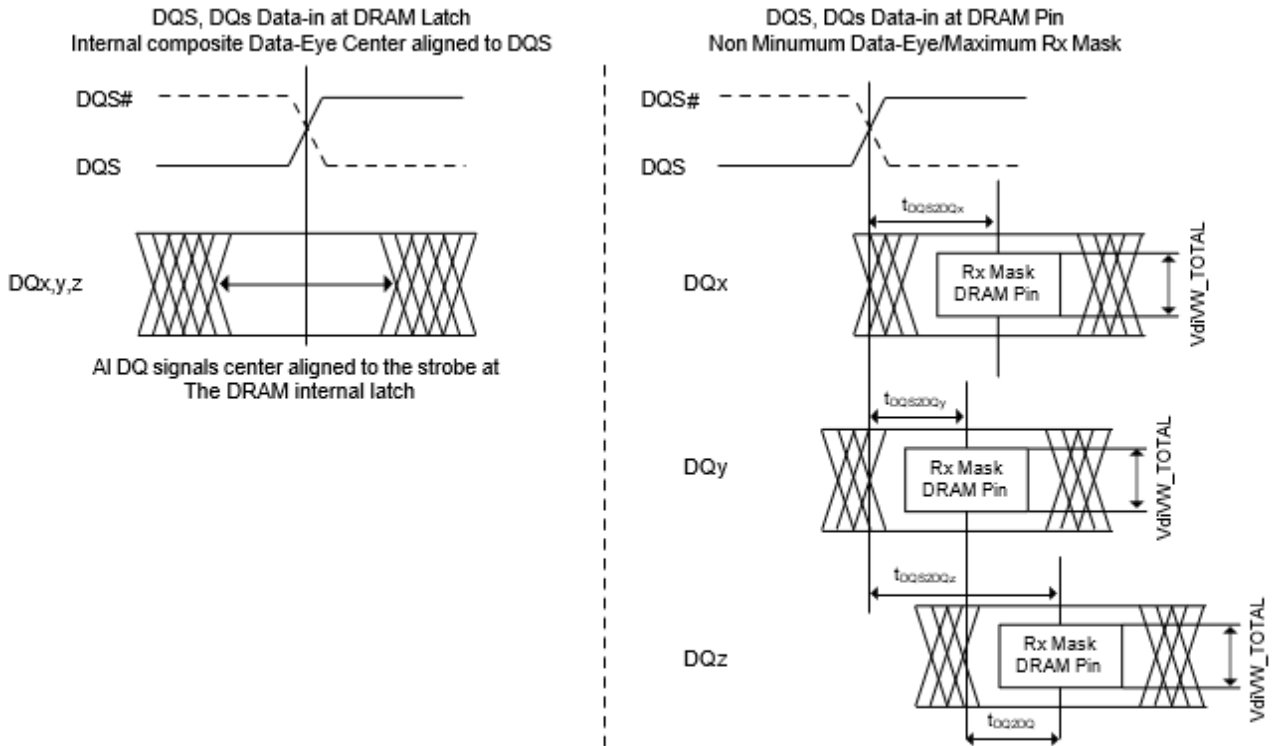 DQS, DQs Data-in at DRAM Latch
Internal composite Data-Eye Center aligned to DQS
DQS#
DQS
DQx,y,z
Al DQ signals center aligned to the strobe at
The DRAM internal latch
DQS, DQs Data-in at DRAM Pin
Non Minumum Data-Eye/Maximum Rx Mask
DQS#
DQS
tDQS2DQx
DQx
Rx Mask
DRAM Pin
VdiVW_TOTAL
tDQS2DQy
DQy
Rx Mask
DRAM Pin
VdiVW_TOTAL
tDQS2DQz
DQz
Rx Mask
DRAM Pin
VdiVW_TOTAL
tDQ2DQ